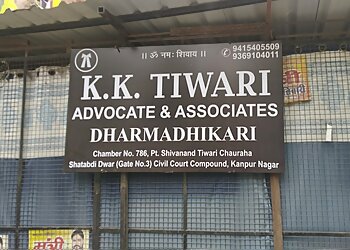 || ॐ नमः शिवाय ||
9415405509
9369104011
K.K. TIWARI
ADVOCATE & ASSOCIATES
DHARMADHIKARI
Chamber No. 786, Pt. Shivanand Tiwari Chauraha
Shatabdi Dwar (Gate No.3) Civil Court Compound, Kanpur Nagar